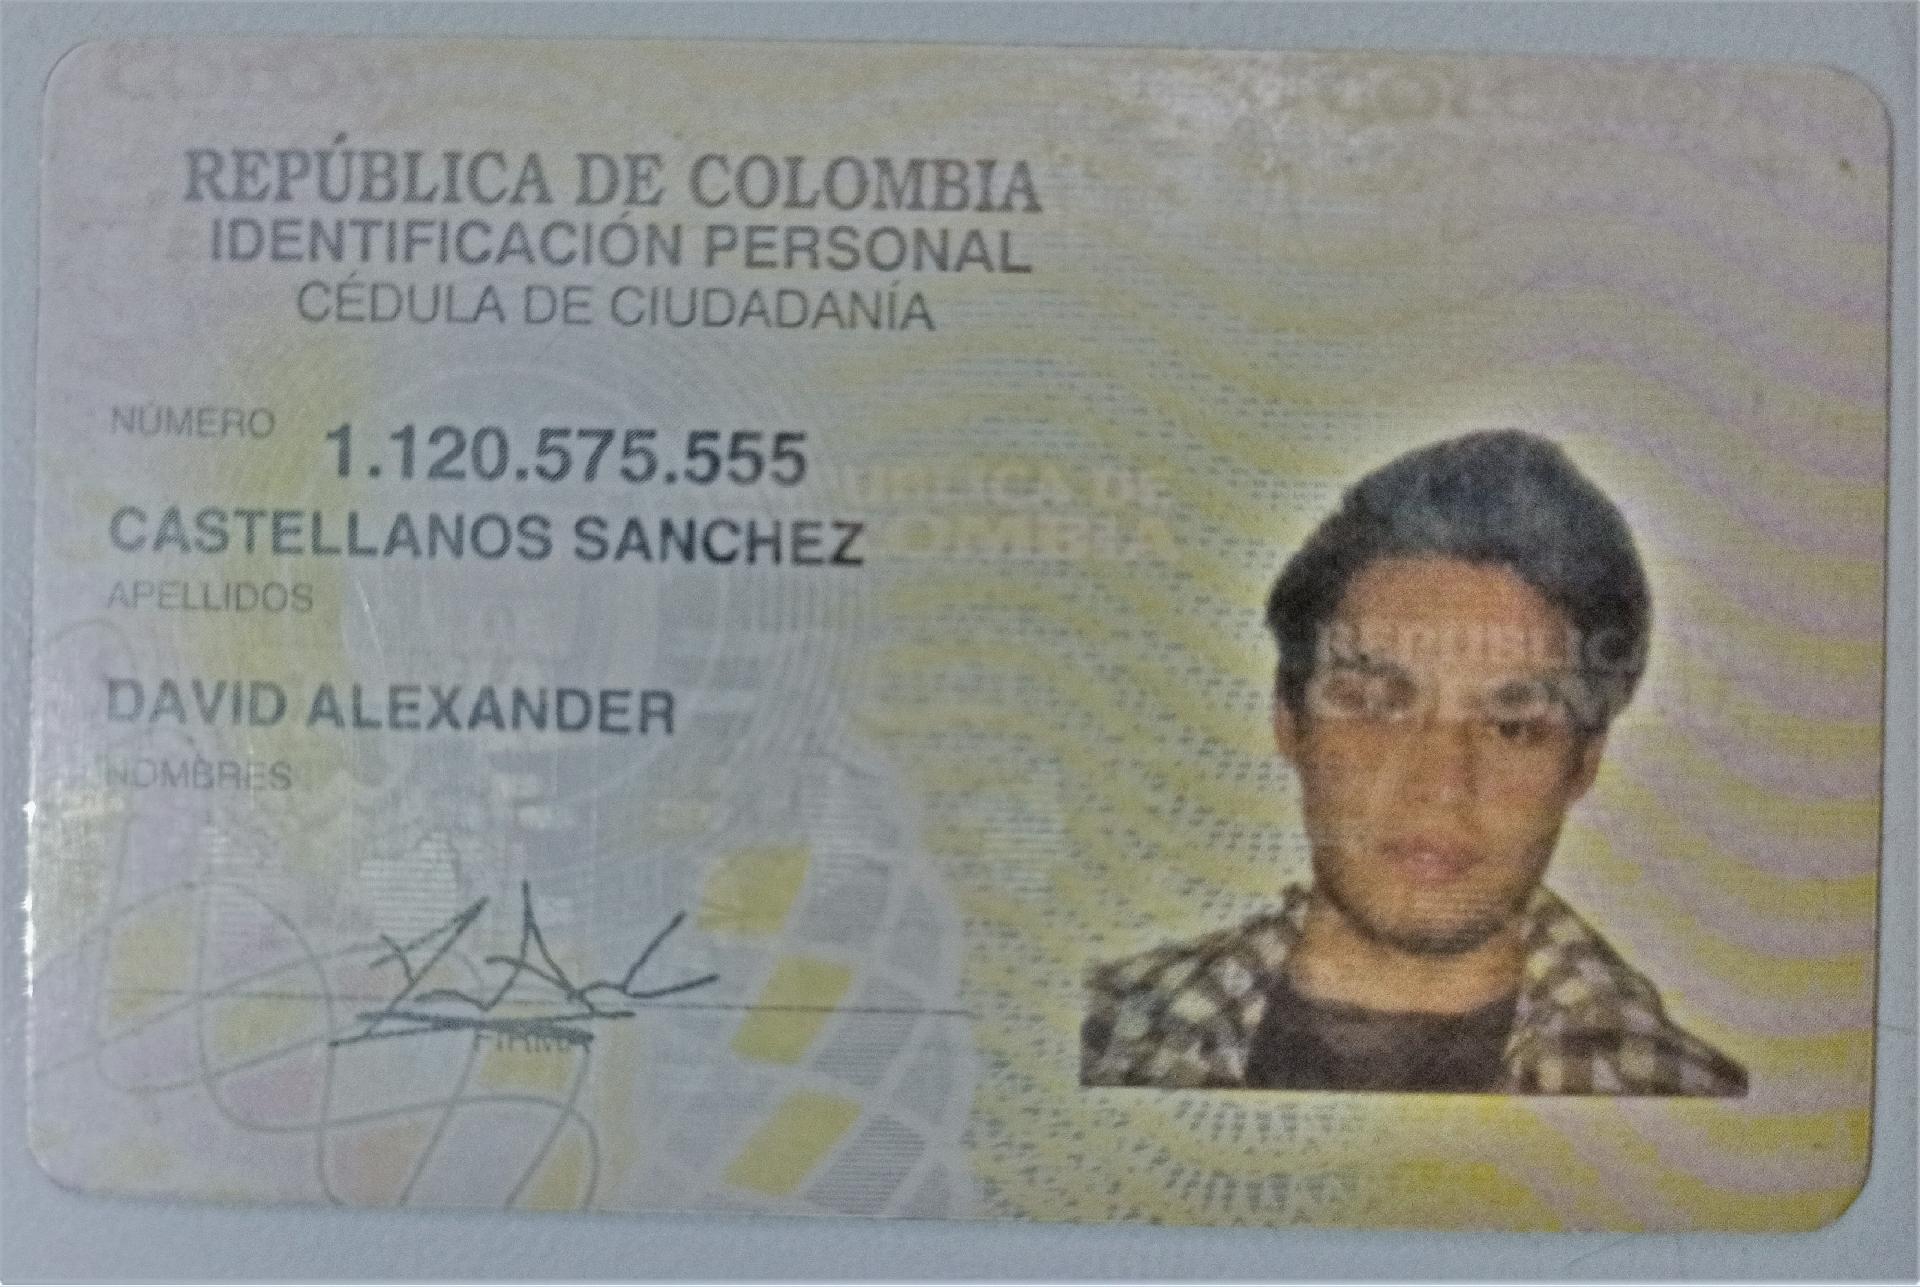 REPÚBLICA DE COLOMBIA
IDENTIFICACIÓN PERSONAL
CÉDULA DE CIUDADANÍA
NÚMERO 1.120.575.555
CASTELLANOS SANCHEZ
APELLIDOS
DAVID ALEXANDER
NOMBRES
FIRMA